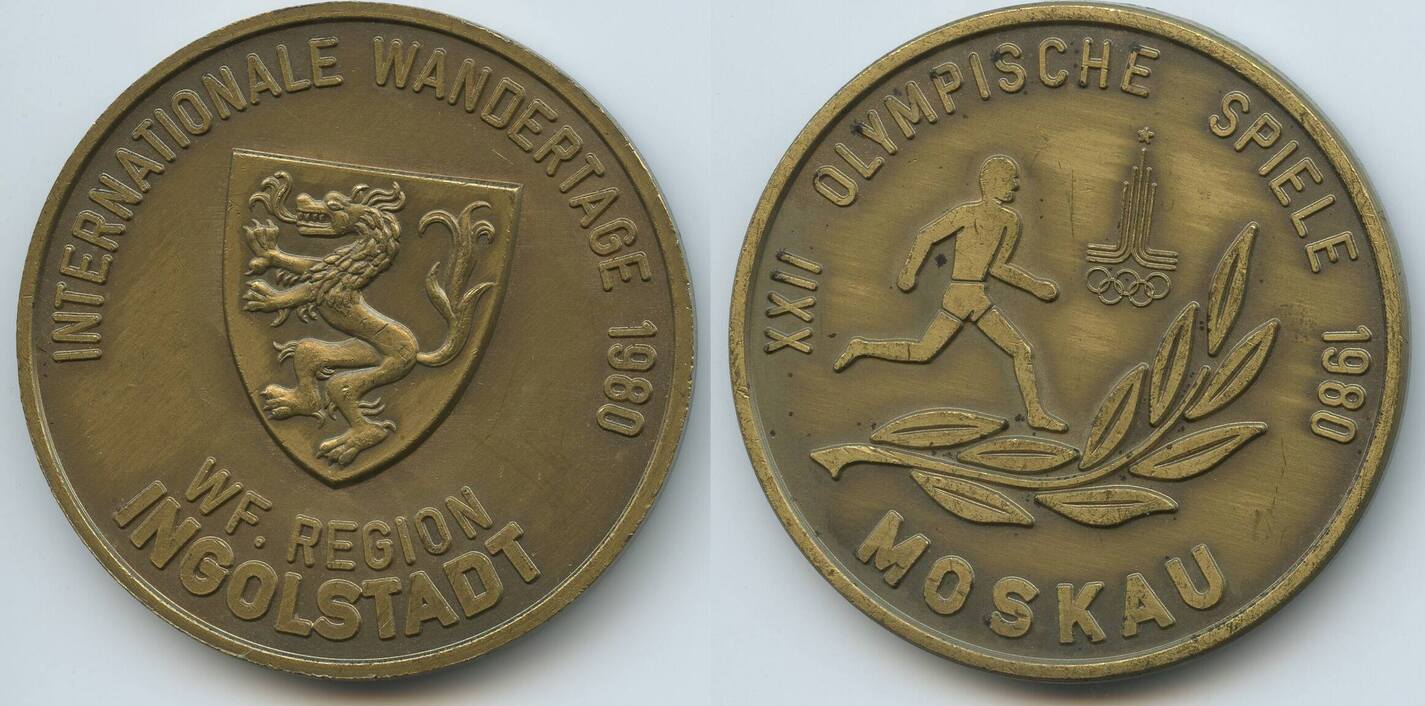 INTERNATIONALE WANDERTAGE 1980
WF. REGION
INGOLSTADT
XXII OLYMPISCHE SPIELE 1980
MOSKAU